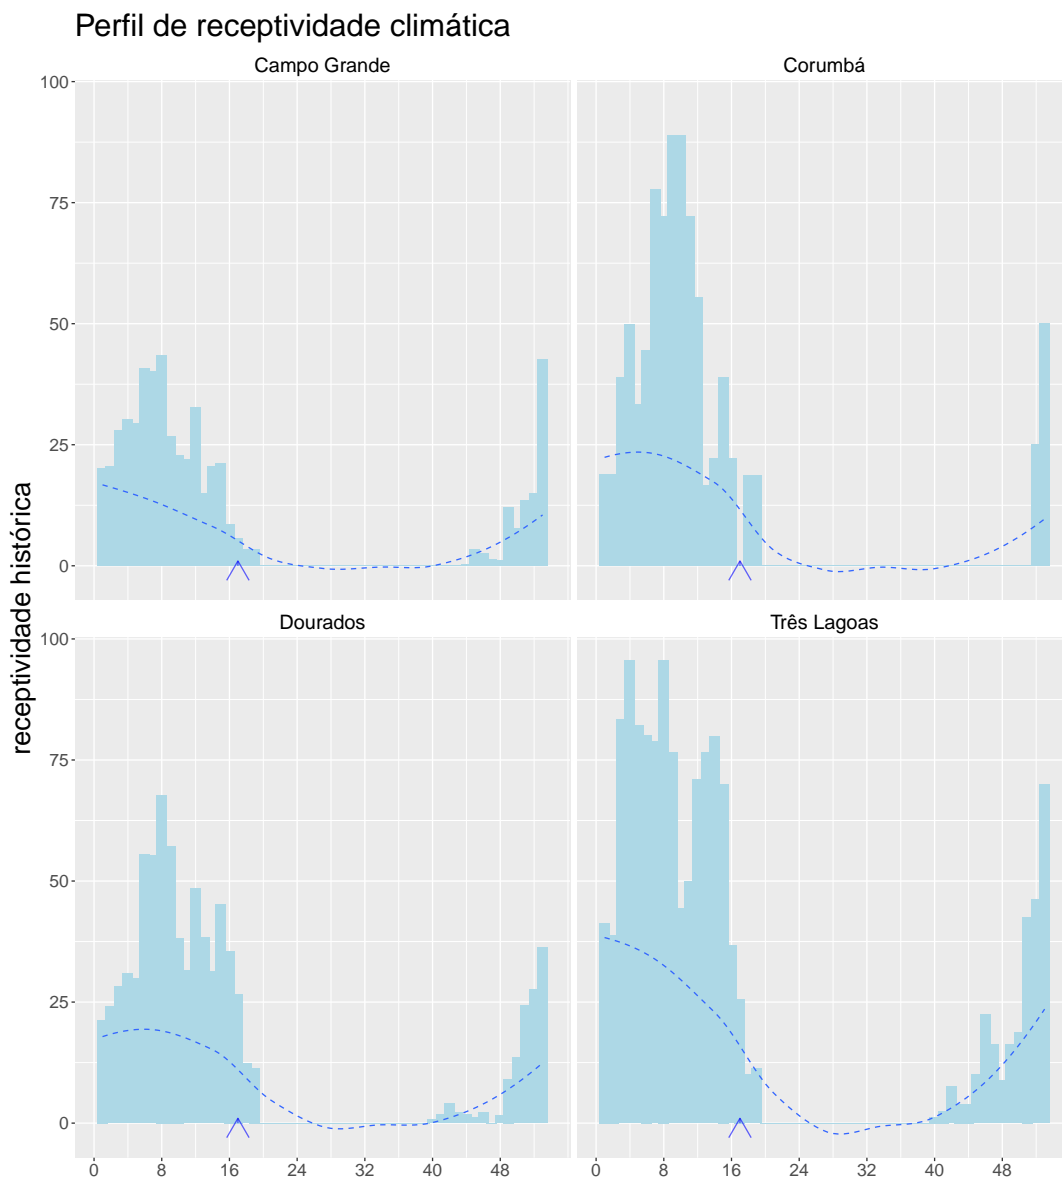 Perfil de receptividade climática
Campo Grande
Corumbá
100
75
50
25
0
receptividade histórica
Dourados
Três Lagoas
100
75
50
25
0
0 8 16 24 32 40 48
0 8 16 24 32 40 48